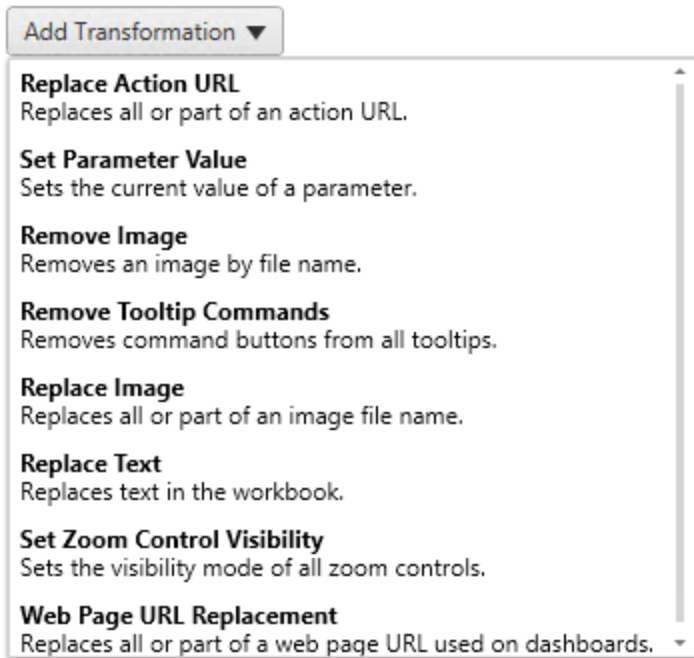 Add Transformation ▼
Replace Action URL
Replaces all or part of an action URL.
Set Parameter Value
Sets the current value of a parameter.
Remove Image
Removes an image by file name.
Remove Tooltip Commands
Removes command buttons from all tooltips.
Replace Image
Replaces all or part of an image file name.
Replace Text
Replaces text in the workbook.
Set Zoom Control Visibility
Sets the visibility mode of all zoom controls.
Web Page URL Replacement
Replaces all or part of a web page URL used on dashboards.